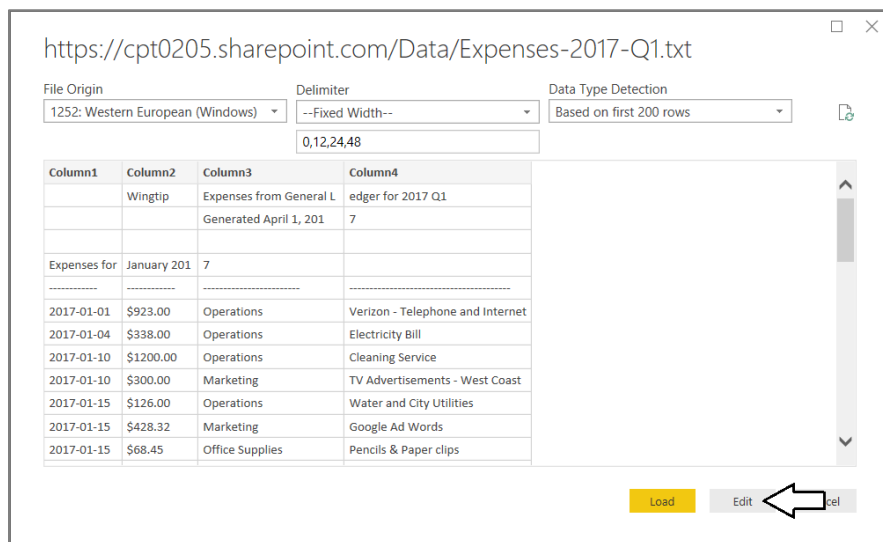 https://cpt0205.sharepoint.com/Data/Expenses-2017-Q1.txt
File Origin Delimiter Data Type Detection
1252: Western European (Windows) --Fixed Width-- Based on first 200 rows
0,12,24,48
Column1 Column2 Column3 Column4
Wingtip Expenses from General L edger for 2017 Q1
Generated April 1, 201 7
Expenses for January 201 7
------------ ------------ ------------------------ ----------------------------------------
2017-01-01 $923.00 Operations Verizon - Telephone and Internet
2017-01-04 $338.00 Operations Electricity Bill
2017-01-10 $1200.00 Operations Cleaning Service
2017-01-10 $300.00 Marketing TV Advertisements - West Coast
2017-01-15 $126.00 Operations Water and City Utilities
2017-01-15 $428.32 Marketing Google Ad Words
2017-01-15 $68.45 Office Supplies Pencils & Paper clips
Load Edit cel